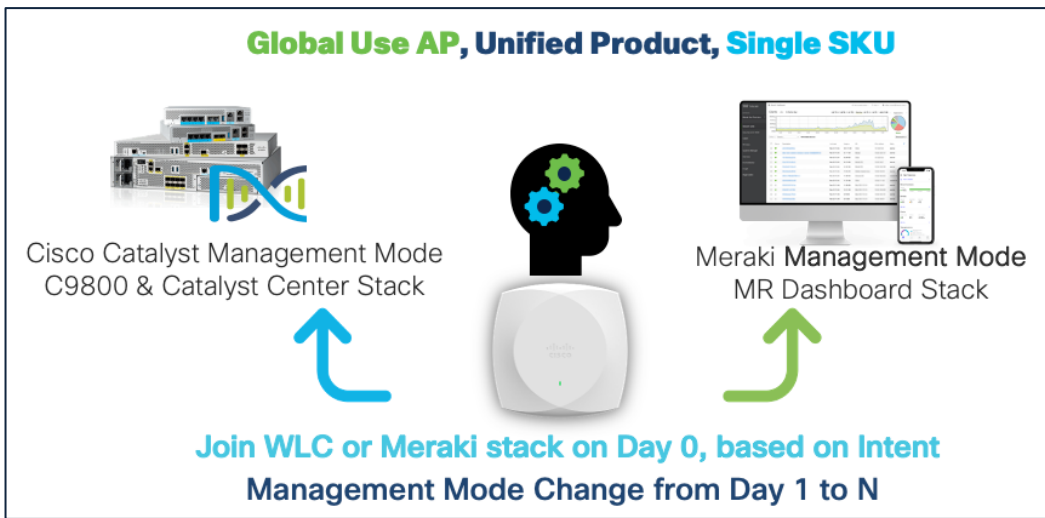 Global Use AP, Unified Product, Single SKU
Cisco Catalyst Management Mode
C9800 & Catalyst Center Stack
Meraki Management Mode
MR Dashboard Stack
Join WLC or Meraki stack on Day 0, based on Intent
Management Mode Change from Day 1 to N